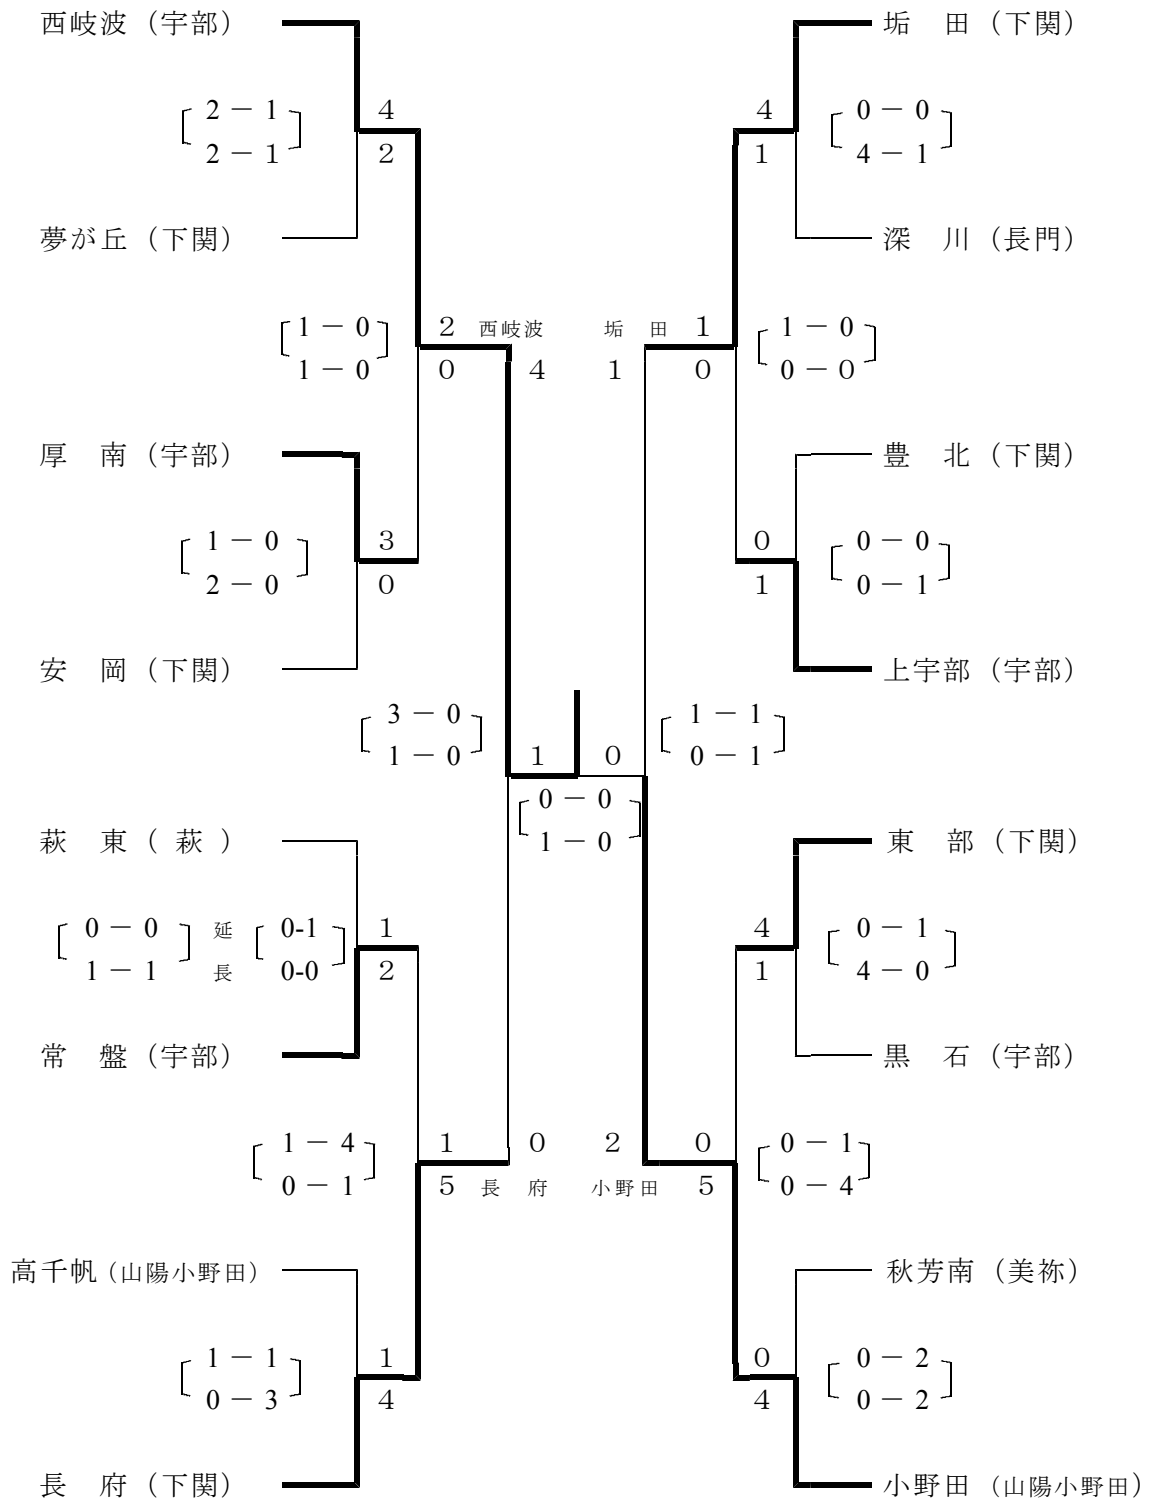 西岐波（宇部） 垢　田（下関）
2 － 1 4 4 0 － 0
2 － 1 2 1 4 － 1
夢が丘（下関） 深　川（長門）
1 － 0 2 西岐波 垢　田 1 1 － 0
1 － 0 0 4 1 0 0 － 0
厚　南（宇部） 豊　北（下関）
1 － 0 3 0 0 － 0
2 － 0 0 1 0 － 1
安　岡（下関） 上宇部（宇部）
3 － 0 1 － 1
1 － 0 1 0 0 － 1
0 － 0
1 － 0
萩　東（ 萩 ） 東　部（下関）
0 － 0 延 0-1 1 4 0 － 1
1 － 1 長 0-0 2 1 4 － 0
常　盤（宇部） 黒　石（宇部）
1 － 4 1 0 2 0 0 － 1
0 － 1 5 長　府 小野田 5 0 － 4
高千帆（山陽小野田） 秋芳南（美祢）
1 － 1 1 0 0 － 2
0 － 3 4 4 0 － 2
長　府（下関） 小野田（山陽小野田）